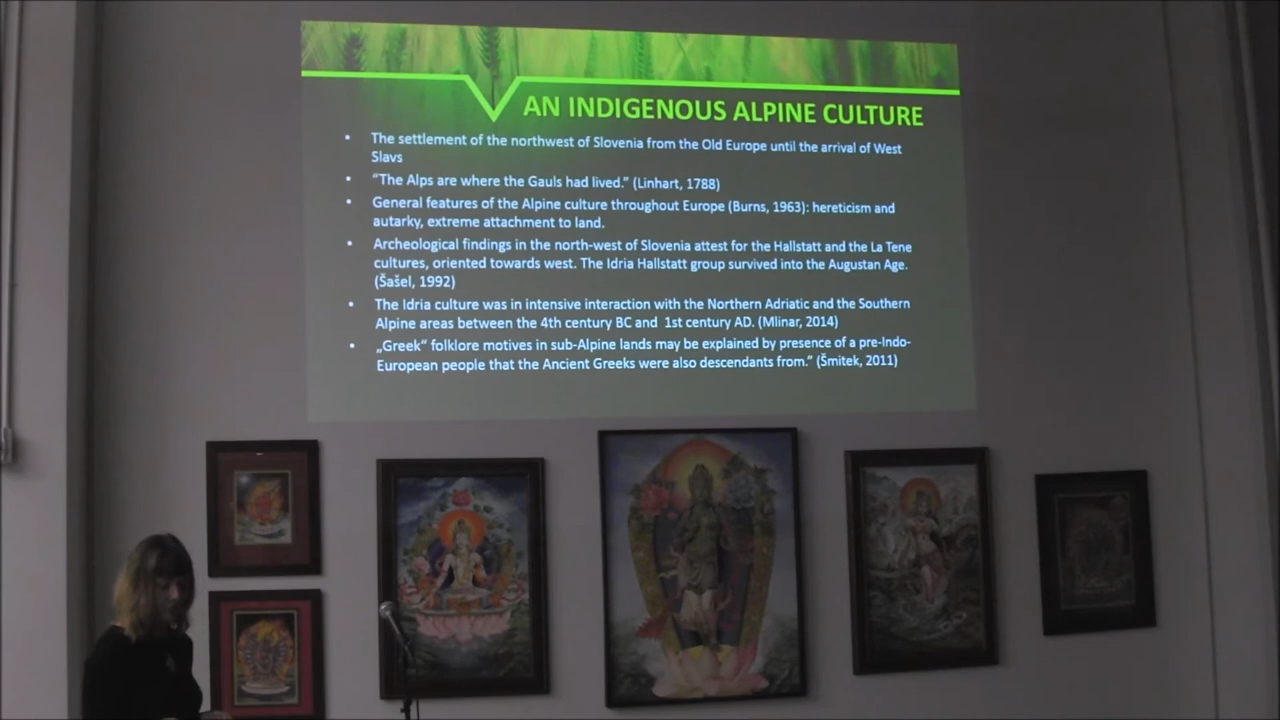 AN INDIGENOUS ALPINE CULTURE
• The settlement of the northwest of Slovenia from the Old Europe until the arrival of West
Slavs
• “The Alps are where the Gauls had lived.” (Linhart, 1788)
• General features of the Alpine culture throughout Europe (Burns, 1963): hereticism and
autarky, extreme attachment to land.
• Archeological findings in the north-west of Slovenia attest for the Hallstatt and the La Tene
cultures, oriented towards west. The Idria Hallstatt group survived into the Augustan Age.
(Šašel, 1992)
• The Idria culture was in intensive interaction with the Northern Adriatic and the Southern
Alpine areas between the 4th century BC and 1st century AD. (Mlinar, 2014)
• „Greek“ folklore motives in sub-Alpine lands may be explained by presence of a pre-Indo-
European people that the Ancient Greeks were also descendants from.” (Šmitek, 2011)